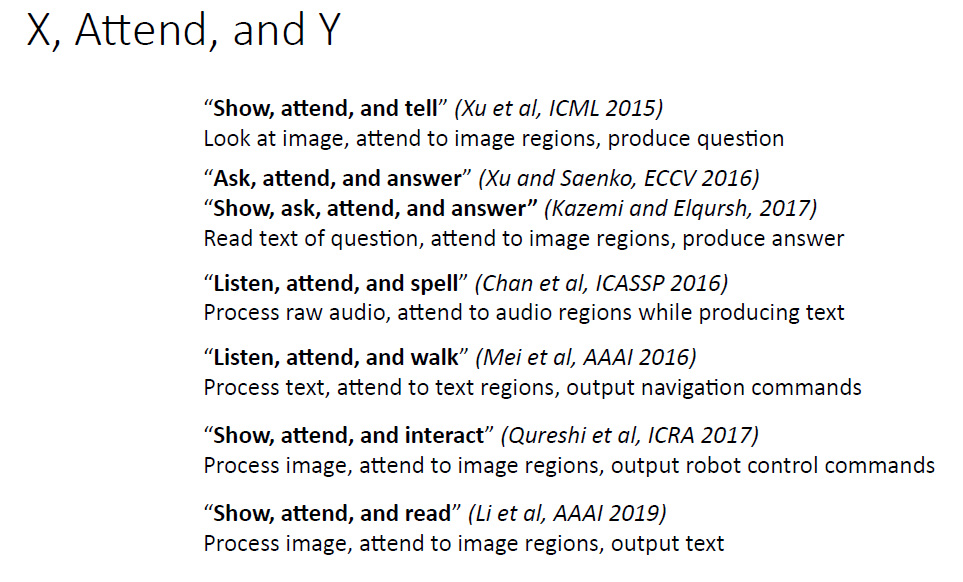 X, Attend, and Y
“Show, attend, and tell” (Xu et al, ICML 2015)
Look at image, attend to image regions, produce question
“Ask, attend, and answer” (Xu and Saenko, ECCV 2016)
“Show, ask, attend, and answer” (Kazemi and Elqursh, 2017)
Read text of question, attend to image regions, produce answer
“Listen, attend, and spell” (Chan et al, ICASSP 2016)
Process raw audio, attend to audio regions while producing text
“Listen, attend, and walk” (Mei et al, AAAI 2016)
Process text, attend to text regions, output navigation commands
“Show, attend, and interact” (Qureshi et al, ICRA 2017)
Process image, attend to image regions, output robot control commands
“Show, attend, and read” (Li et al, AAAI 2019)
Process image, attend to image regions, output text